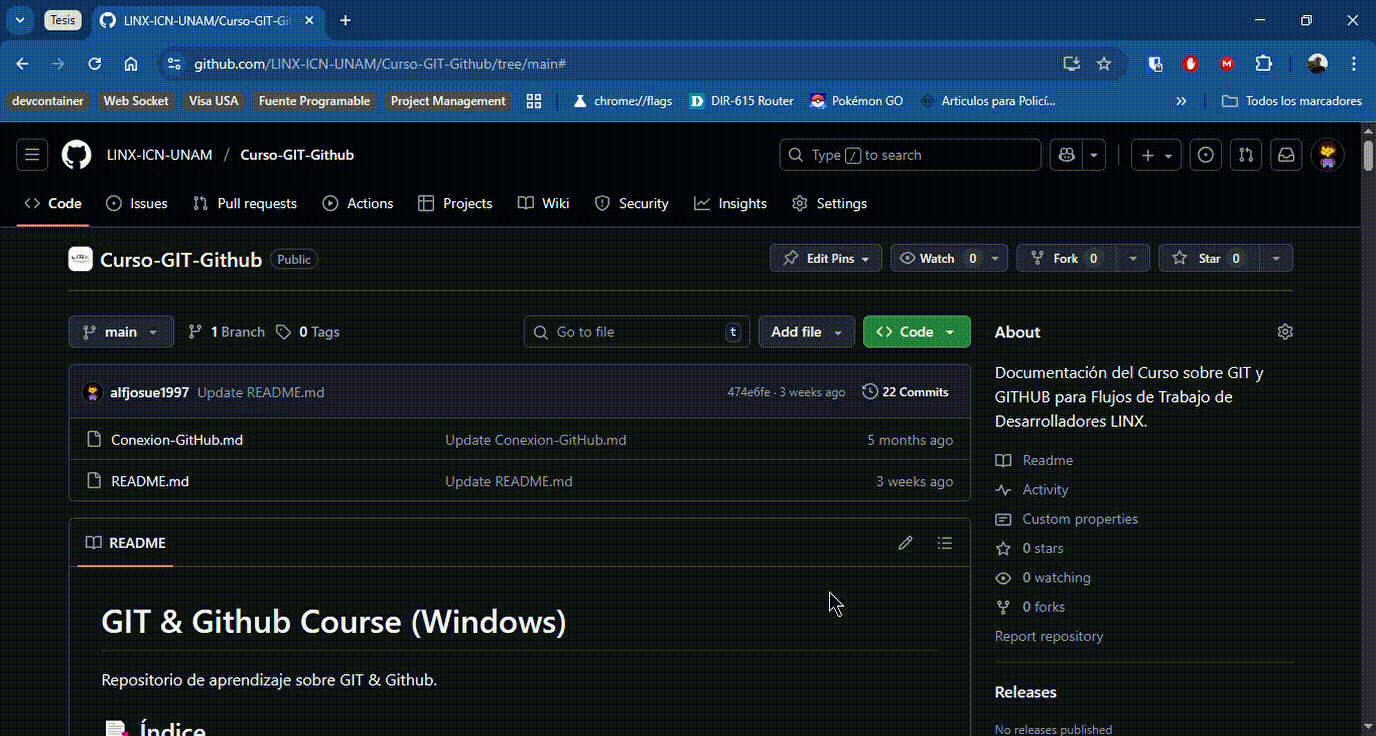 Tesis
LINX-ICN-UNAM/Curso-GIT-Gi
github.com/LINX-ICN-UNAM/Curso-GIT-Github/tree/main#
devcontainer Web Socket Visa USA Fuente Programable Project Management chrome://flags DIR-615 Router Pokémon GO Articulos para Policí... Todos los marcadores
LINX-ICN-UNAM / Curso-GIT-Github Type / to search
Code Issues Pull requests Actions Projects Wiki Security Insights Settings
Curso-GIT-Github Public Edit Pins Watch 0 Fork 0 Star 0
main 1 Branch 0 Tags Go to file t Add file Code About
Documentación del Curso sobre GIT y
GITHUB para Flujos de Trabajo de
Desarrolladores LINX.
alfjosue1997 Update README.md 474e6fe · 3 weeks ago 22 Commits
Conexion-GitHub.md Update Conexion-GitHub.md 5 months ago
README.md Update README.md 3 weeks ago
Readme
Activity
Custom properties
0 stars
0 watching
0 forks
Report repository
README
GIT & Github Course (Windows)
Repositorio de aprendizaje sobre GIT & Github.
Índice
Releases
No releases published